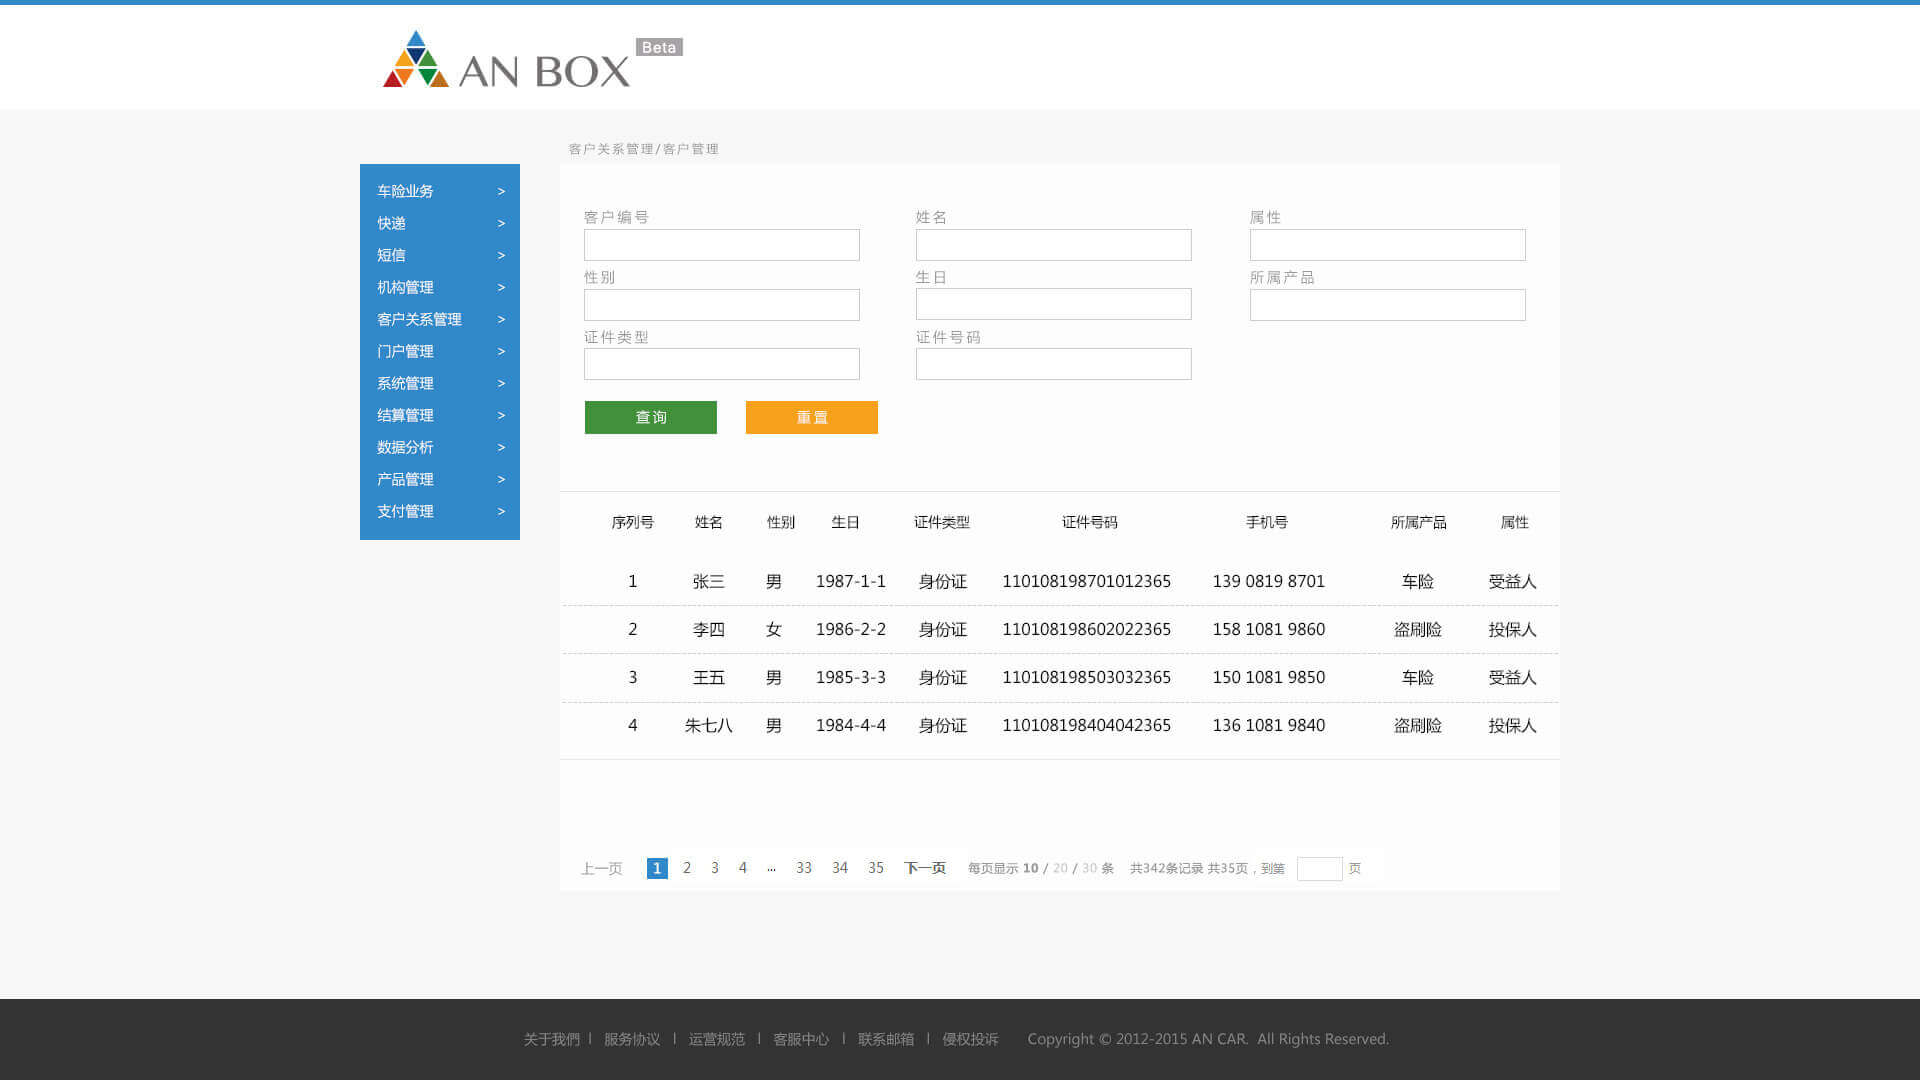 AN BOX Beta
客户关系管理/客户管理
车险业务 >
快递 >
短信 >
机构管理 >
客户关系管理 >
门户管理 >
系统管理 >
结算管理 >
数据分析 >
产品管理 >
支付管理 >
客户编号 姓名 属性
性别 生日 所属产品
证件类型 证件号码
查询 重置
序列号 姓名 性别 生日 证件类型 证件号码 手机号 所属产品 属性
1 张三 男 1987-1-1 身份证 110108198701012365 139 0819 8701 车险 受益人
2 李四 女 1986-2-2 身份证 110108198602022365 158 1081 9860 盗刷险 投保人
3 王五 男 1985-3-3 身份证 110108198503032365 150 1081 9850 车险 受益人
4 朱七八 男 1984-4-4 身份证 110108198404042365 136 1081 9840 盗刷险 投保人
上一页 1 2 3 4 ... 33 34 35 下一页 每页显示 10 / 20 / 30 条 共342条记录 共35页，到第 页
关于我們 | 服务协议 | 运营规范 | 客服中心 | 联系邮箱 | 侵权投诉 Copyright © 2012-2015 AN CAR. All Rights Reserved.